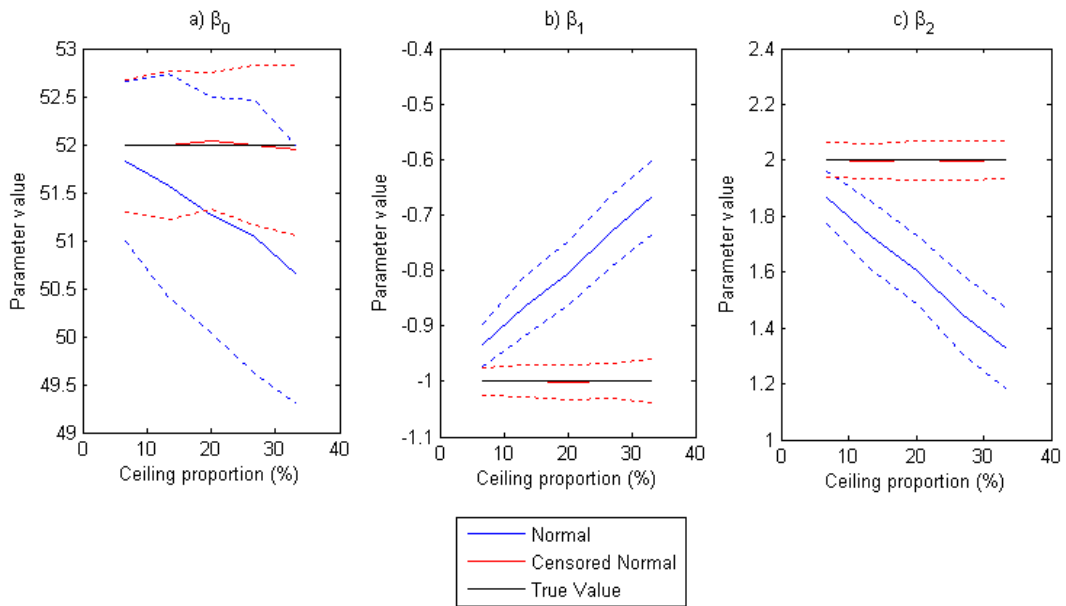 a) β0
b) β1
c) β2
Parameter value
53
52.5
52
51.5
51
50.5
50
49.5
49
0 10 20 30 40
Ceiling proportion (%)
Parameter value
-0.4
-0.5
-0.6
-0.7
-0.8
-0.9
-1
-1.1
0 10 20 30 40
Ceiling proportion (%)
Parameter value
2.4
2.2
2
1.8
1.6
1.4
1.2
1
0 10 20 30 40
Ceiling proportion (%)
Normal
Censored Normal
True Value